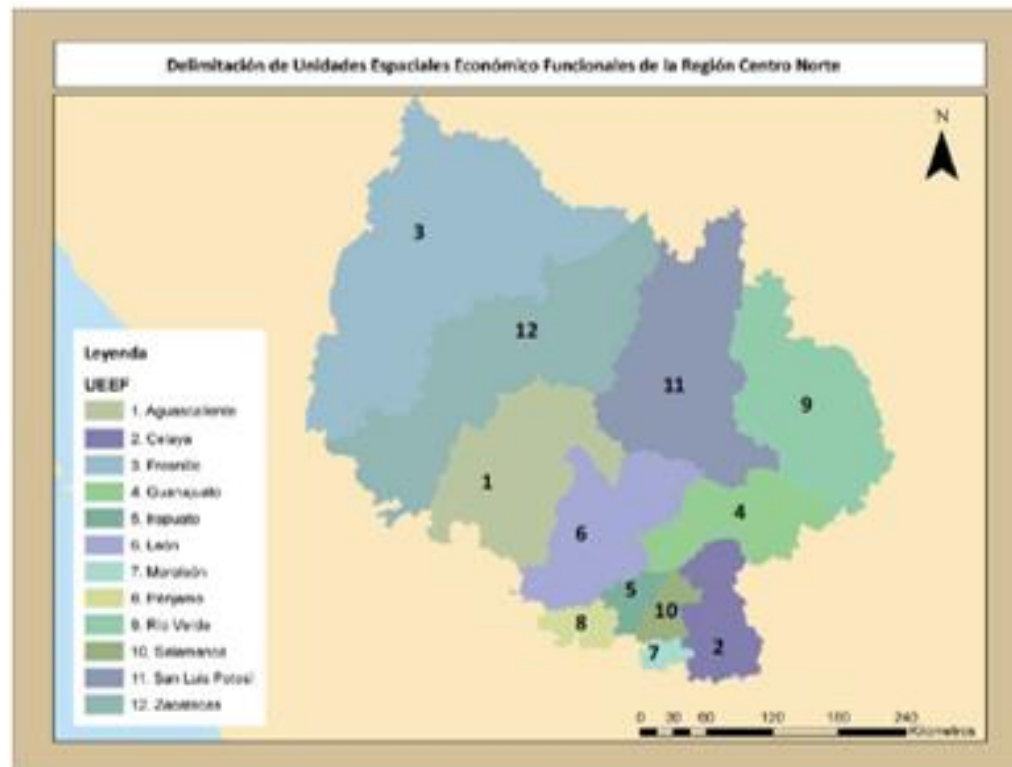 Delimitación de Unidades Espaciales Económico Funcionales de la Región Centro Norte
N
3
12
11
9
1
4
6
5
10
8
7
2
Leyenda
UEEF
1. Aguascaliente
2. Celaya
3. Fresnillo
4. Guanajuato
5. Irapuato
6. León
7. Moroleón
8. Pénjamo
9. Río Verde
10. Salamanca
11. San Luis Potosí
12. Zacatecas
0 30 60 120 180 240
Kilometros